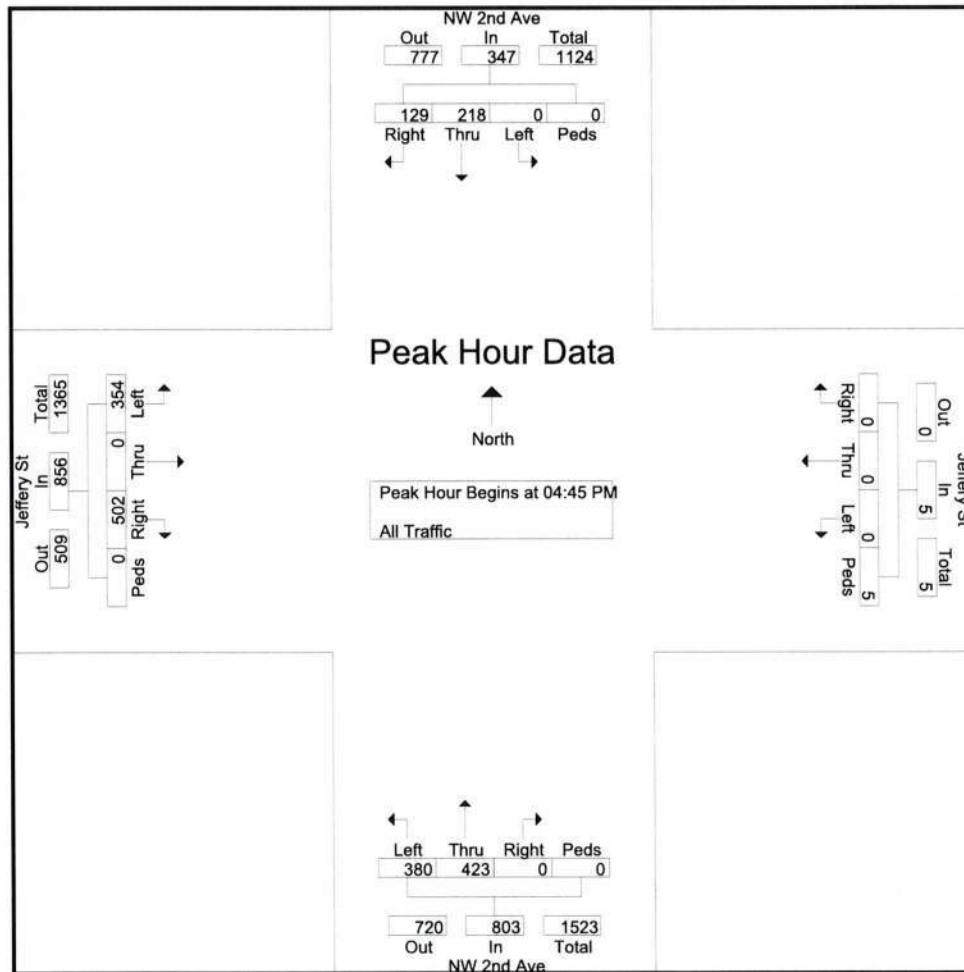 NW 2nd Ave
Out In Total
777 347 1124
129 218 0 0
Right Thru Left Peds
Peak Hour Data
North
Peak Hour Begins at 04:45 PM
All Traffic
Jeffery St
Out In Total
509 856 1365
354 0 502 0
Left Thru Right Peds
Jeffery St
Out In Total
0 5 5
0 0 0 5
Right Thru Left Peds
Left Thru Right Peds
380 423 0 0
720 803 1523
Out In Total
NW 2nd Ave